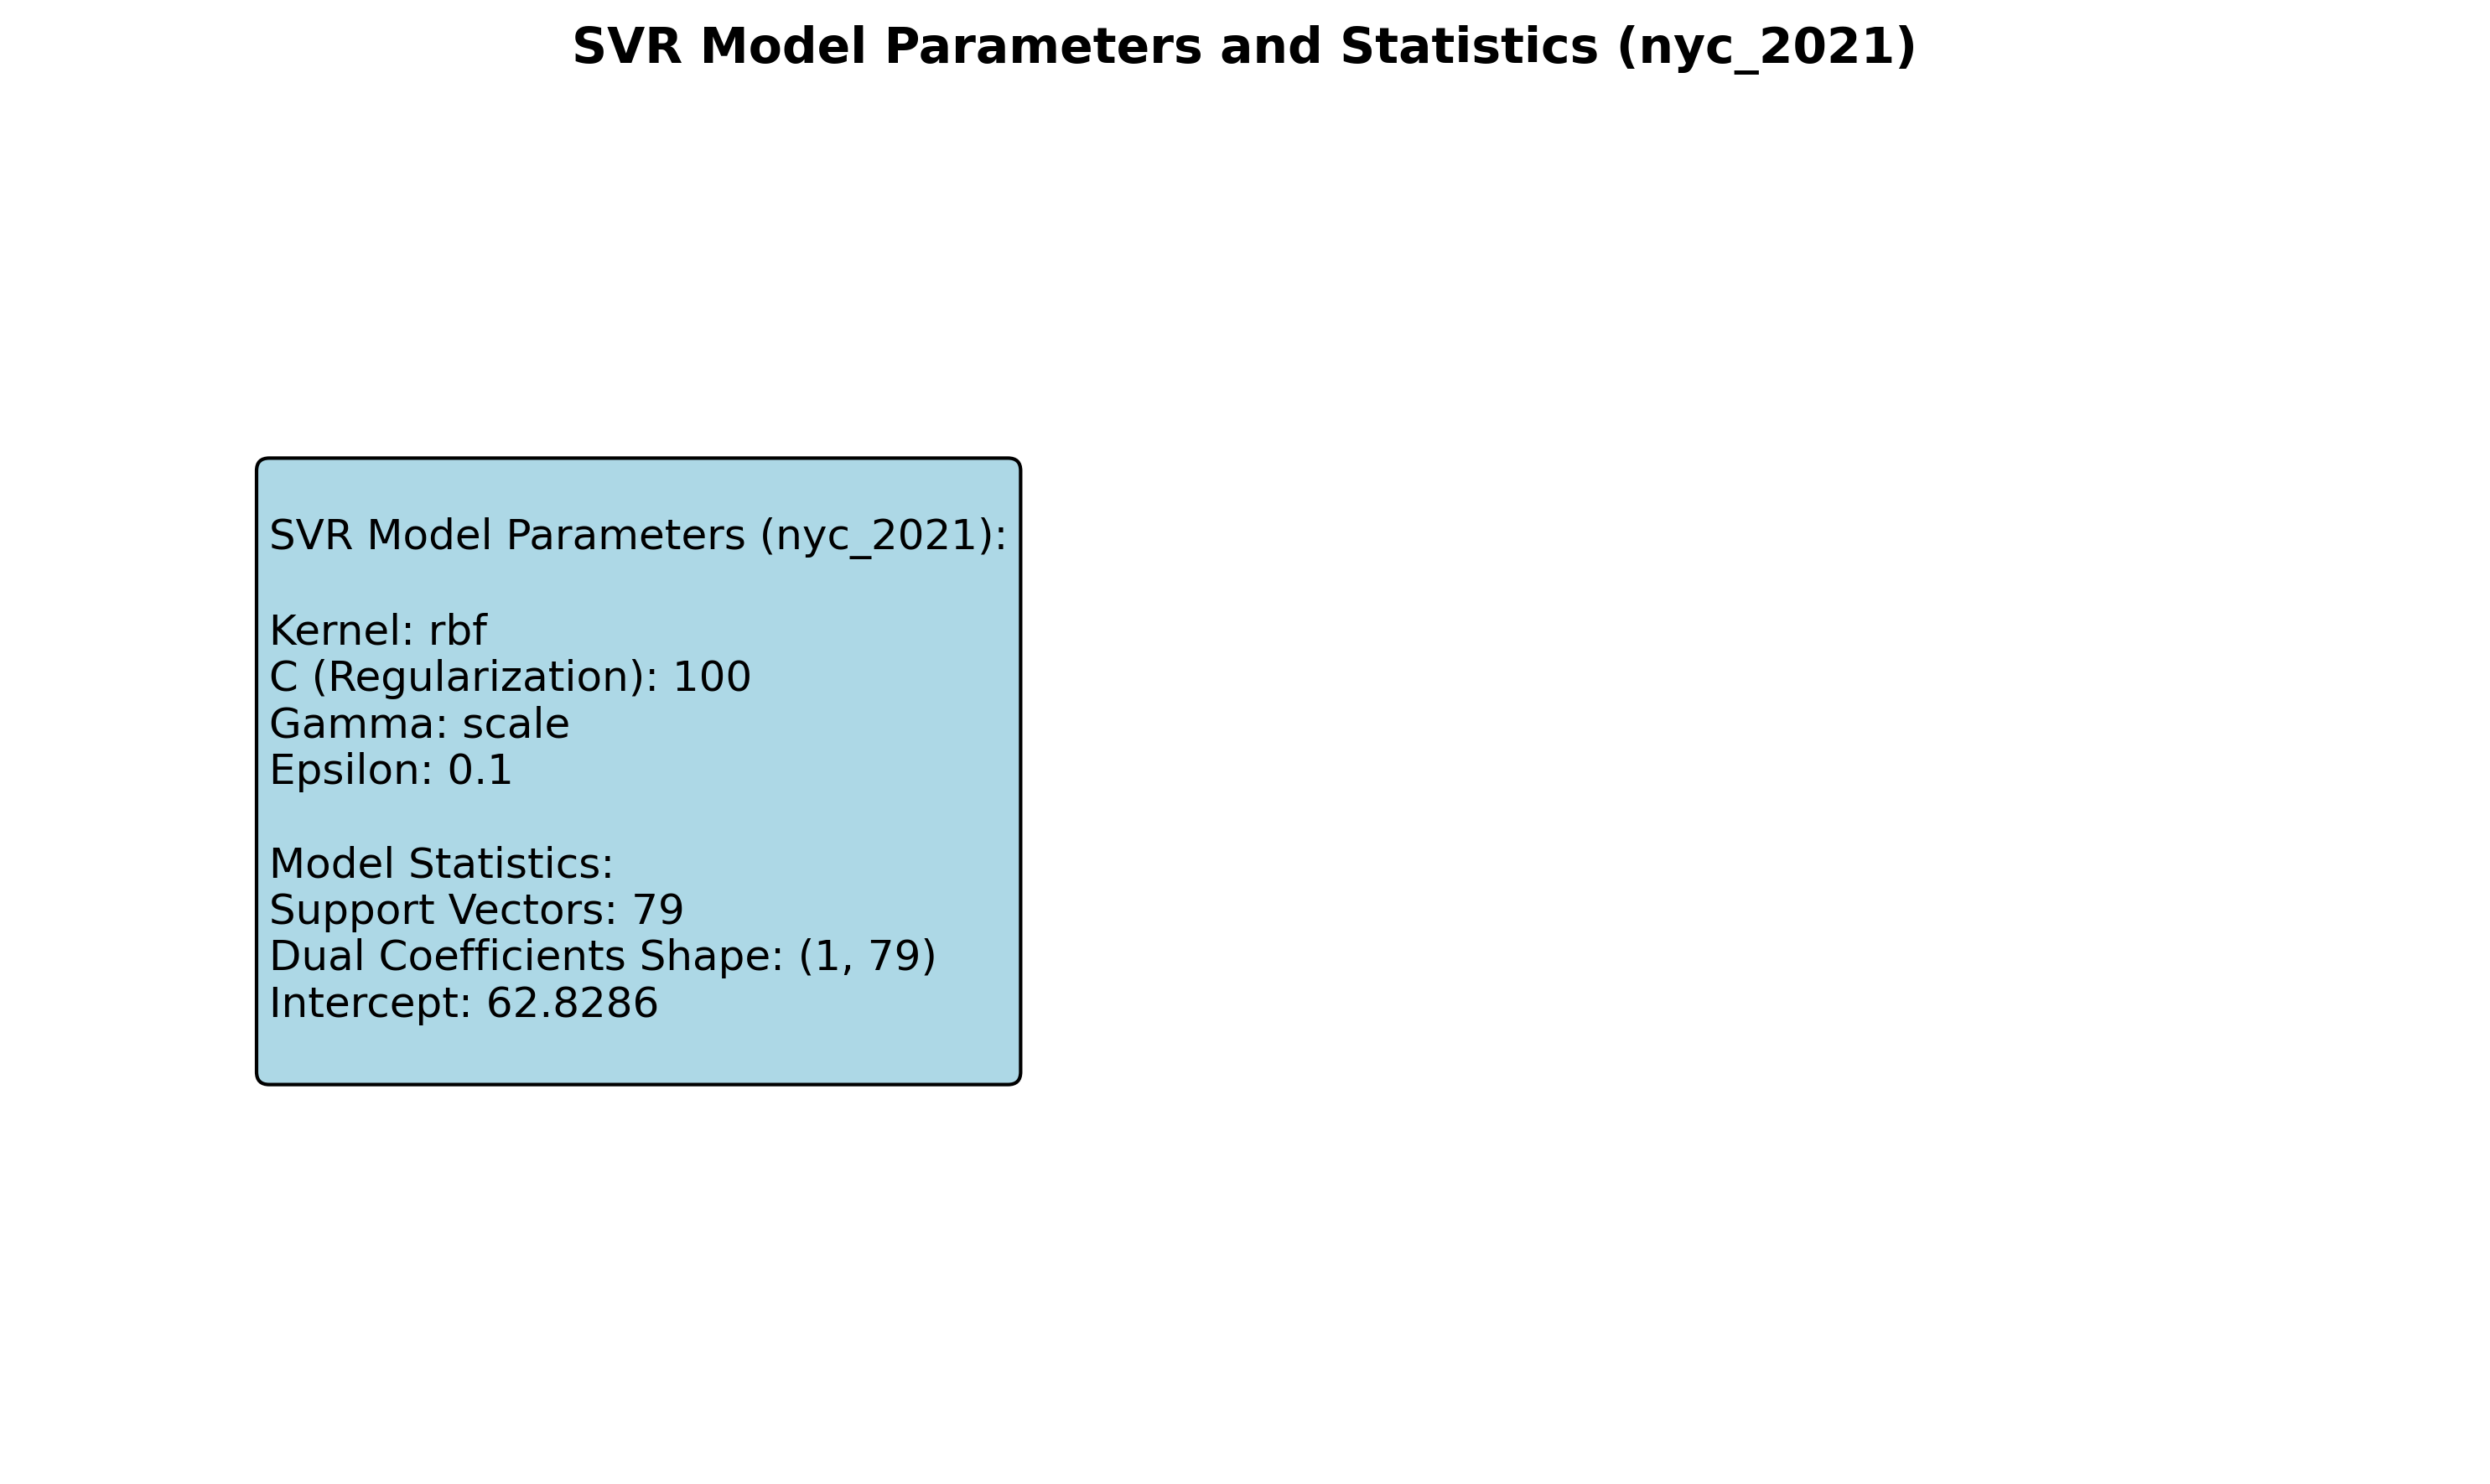 SVR Model Parameters and Statistics (nyc_2021)
SVR Model Parameters (nyc_2021):
Kernel: rbf
C (Regularization): 100
Gamma: scale
Epsilon: 0.1
Model Statistics:
Support Vectors: 79
Dual Coefficients Shape: (1, 79)
Intercept: 62.8286